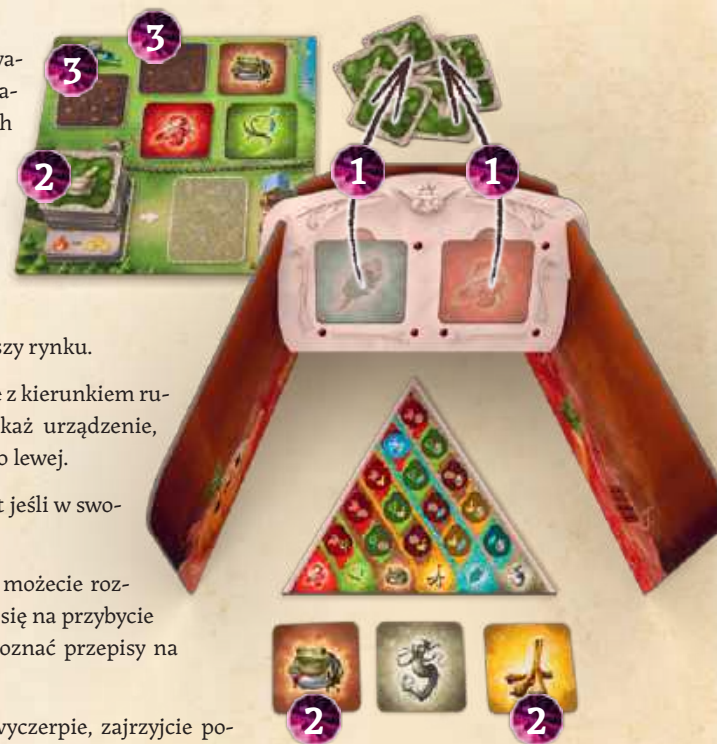 3
3
2
1
1
szy rynku.
z kierunkiem ru-
każ urządzenie,
o lewej.
t jeśli w swo-
możecie roz-
się na przybycie
oznać przepisy na
2
2
wyczerpie, zajrzyjcie po-